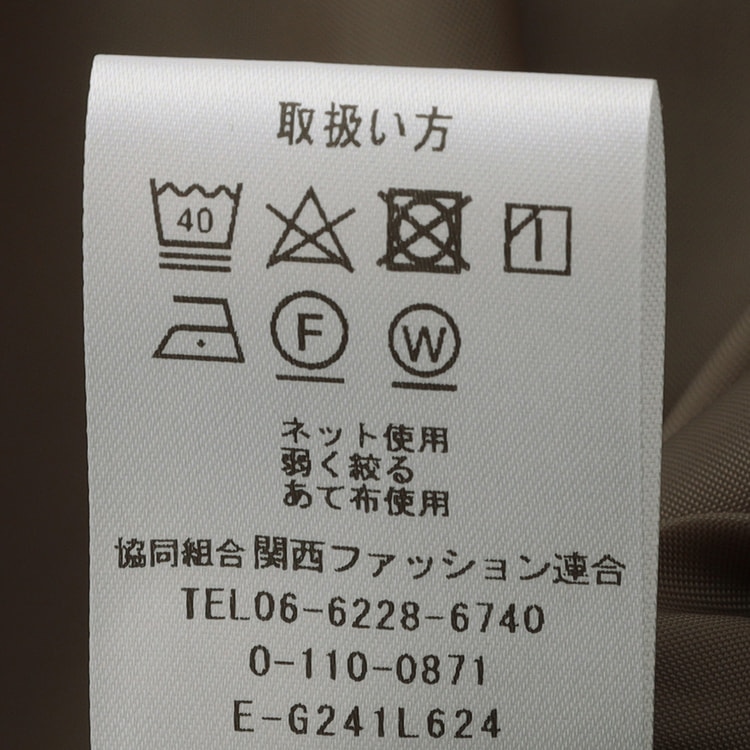 取扱い方
40
F W
ネット使用
弱く絞る
あて布使用
協同組合関西ファッション連合
TEL06-6228-6740
0-110-0871
E-G241L624